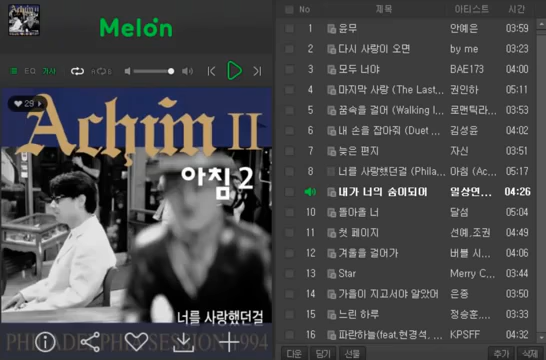 Melon
EQ 가사
♥ 29
Achim II
아침 2
너를 사랑했던걸
PHILADELPHIA SESSION 1994
No 제목 아티스트 시간
1 윤무 안예은 03:59
2 다시 사랑이 오면 by me 03:23
3 모두 너야 BAE173 04:00
4 마지막 사랑 (The Last,... 권인하 05:11
5 꿈속을 걸어 (Walking I... 로맨틱라... 03:53
6 내 손을 잡아줘 (Duet ... 김성윤 04:02
7 늦은 편지 자신 03:51
8 너를 사랑했던걸 (Phila... 아침 (Ac... 05:17
내가 너의 숨이되어 일상언... 04:26
10 돌아올 너 달섬 05:04
11 첫 페이지 선예,조권 04:49
12 겨울을 걸어가 버블 시... 04:06
13 Star Merry C... 03:44
14 가을이 지고서야 알았어 은종 03:50
15 느린 하루 정승훈.... 03:33
16 파란하늘(feat,현경석, ... KPSFF 04:32
다운 담기 선물 추가 삭제